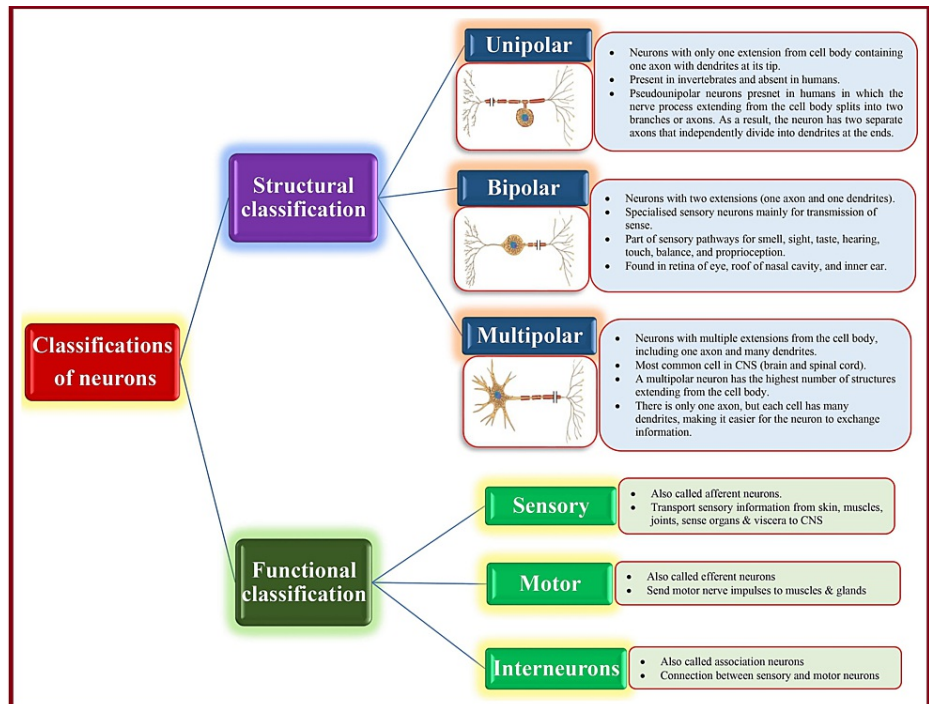 Classifications
of neurons
Structural
classification
Unipolar
• Neurons with only one extension from cell body containing
one axon with dendrites at its tip.
• Present in invertebrates and absent in humans.
• Pseudounipolar neurons presnet in humans in which the
nerve process extending from the cell body splits into two
branches or axons. As a result, the neuron has two separate
axons that independently divide into dendrites at the ends.
Bipolar
• Neurons with two extensions (one axon and one dendrites).
• Specialised sensory neurons mainly for transmission of
sense.
• Part of sensory pathways for smell, sight, taste, hearing,
touch, balance, and proprioception.
• Found in retina of eye, roof of nasal cavity, and inner ear.
Multipolar
• Neurons with multiple extensions from the cell body,
including one axon and many dendrites.
• Most common cell in CNS (brain and spinal cord).
• A multipolar neuron has the highest number of structures
extending from the cell body.
• There is only one axon, but each cell has many
dendrites, making it easier for the neuron to exchange
information.
Functional
classification
Sensory
• Also called afferent neurons.
• Transport sensory information from skin, muscles,
joints, sense organs & viscera to CNS
Motor
• Also called efferent neurons
• Send motor nerve impulses to muscles & glands
Interneurons
• Also called association neurons
• Connection between sensory and motor neurons